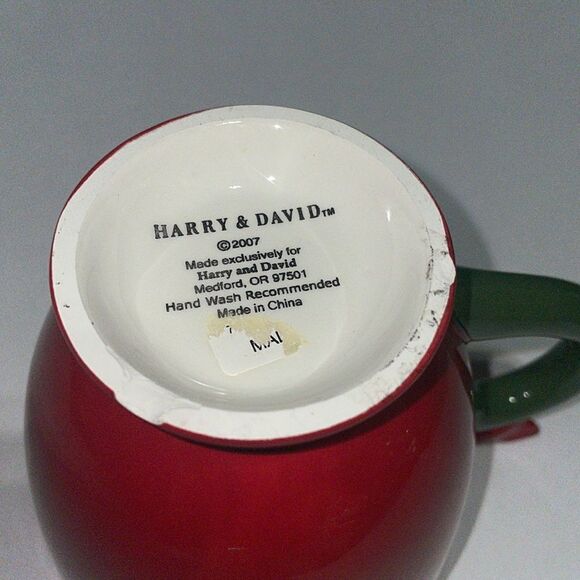 HARRY & DAVID™
©2007
Made exclusively for
Harry and David
Medford, OR 97501
Hand Wash Recommended
Made in China